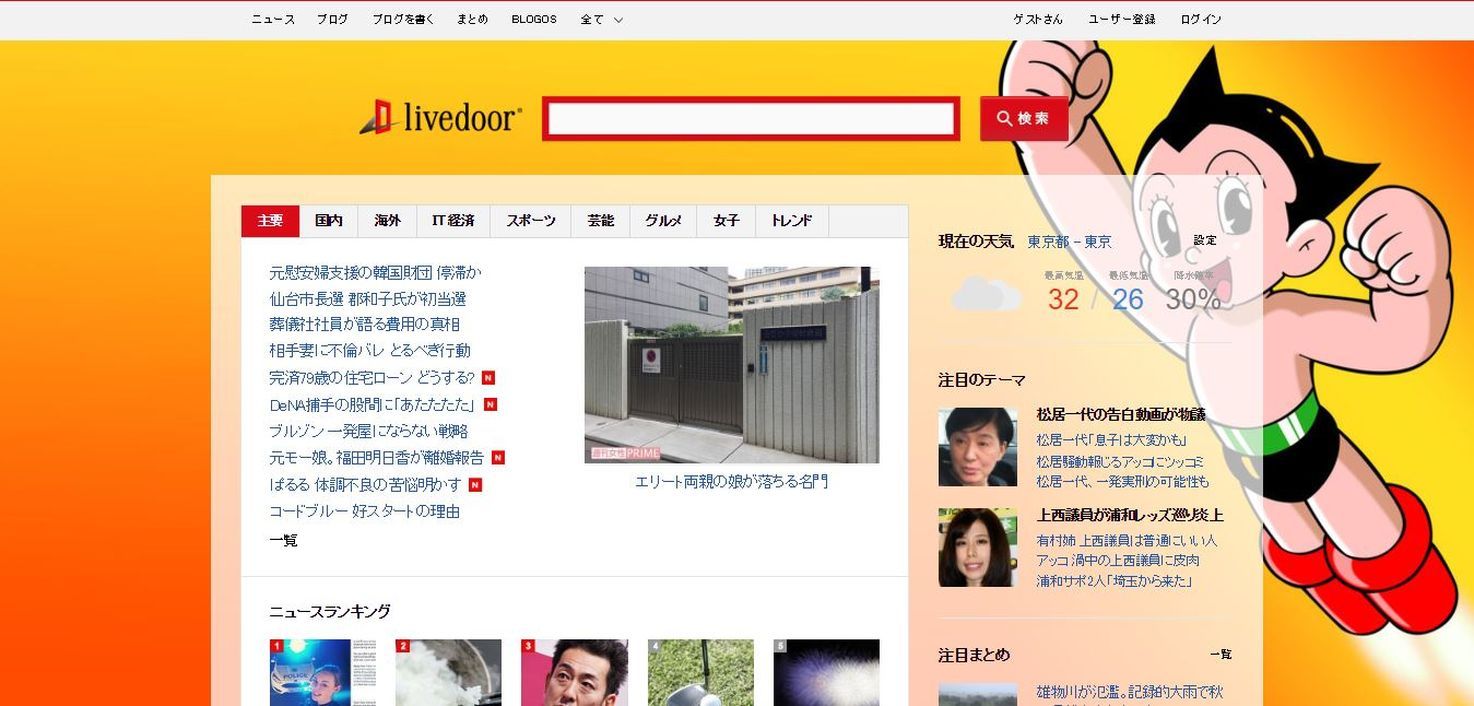 ニュース ブログ ブログを書く まとめ BLOGOS 全て ゲストさん ユーザー登録 ログイン
livedoor 検索
主要 国内 海外 IT 経済 スポーツ 芸能 グルメ 女子 トレンド
元慰安婦支援の韓国財団 停滞か
仙台市長選 郡和子氏が初当選
葬儀社社員が語る費用の真相
相手妻に不倫バレ とるべき行動
完済79歳の住宅ローン どうする? N
DeNA捕手の股間に「あたたたた」 N
ブルゾン 一発屋にならない戦略
元モー娘。福田明日香が離婚報告 N
ぱるる 体調不良の苦悩明かす N
コードブルー 好スタートの理由
一覧
週刊女性PRIME
エリート両親の娘が落ちる名門
ニュースランキング
1 2 3 4 5
POLICE
現在の天気 東京都 – 東京 設定
最高気温 最低気温 降水確率
32 / 26 30%
注目のテーマ
松居一代の告白動画が物議
松居一代「息子は大変かも」
松居騒動報じるアッコにツッコミ
松居一代、一発実刑の可能性も
上西議員が浦和レッズ巡り炎上
有村姉 上西議員は普通にいい人
アッコ 渦中の上西議員に皮肉
浦和サポ2人「埼玉から来た」
注目まとめ 一覧
雄物川が氾濫。記録的大雨で秋